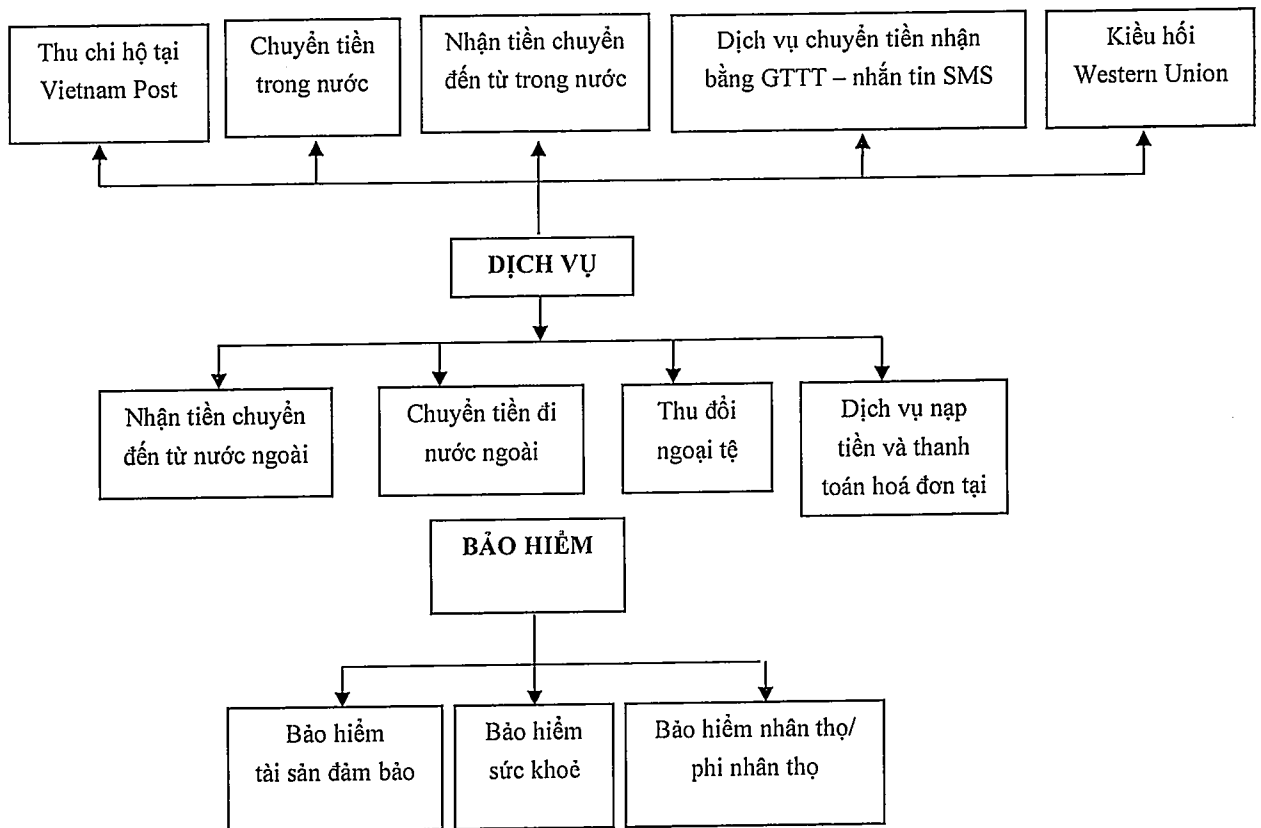 Thu chi hộ tại
Vietnam Post
Chuyển tiền
trong nước
Nhận tiền chuyển
đến từ trong nước
Dịch vụ chuyển tiền nhận
bằng GTTT – nhắn tin SMS
Kiều hối
Western Union
DỊCH VỤ
Nhận tiền chuyển
đến từ nước ngoài
Chuyển tiền đi
nước ngoài
Thu đổi
ngoại tệ
Dịch vụ nạp
tiền và thanh
toán hoá đơn tại
BẢO HIỂM
Bảo hiểm
tài sản đảm bảo
Bảo hiểm
sức khoẻ
Bảo hiểm nhân thọ/
phi nhân thọ